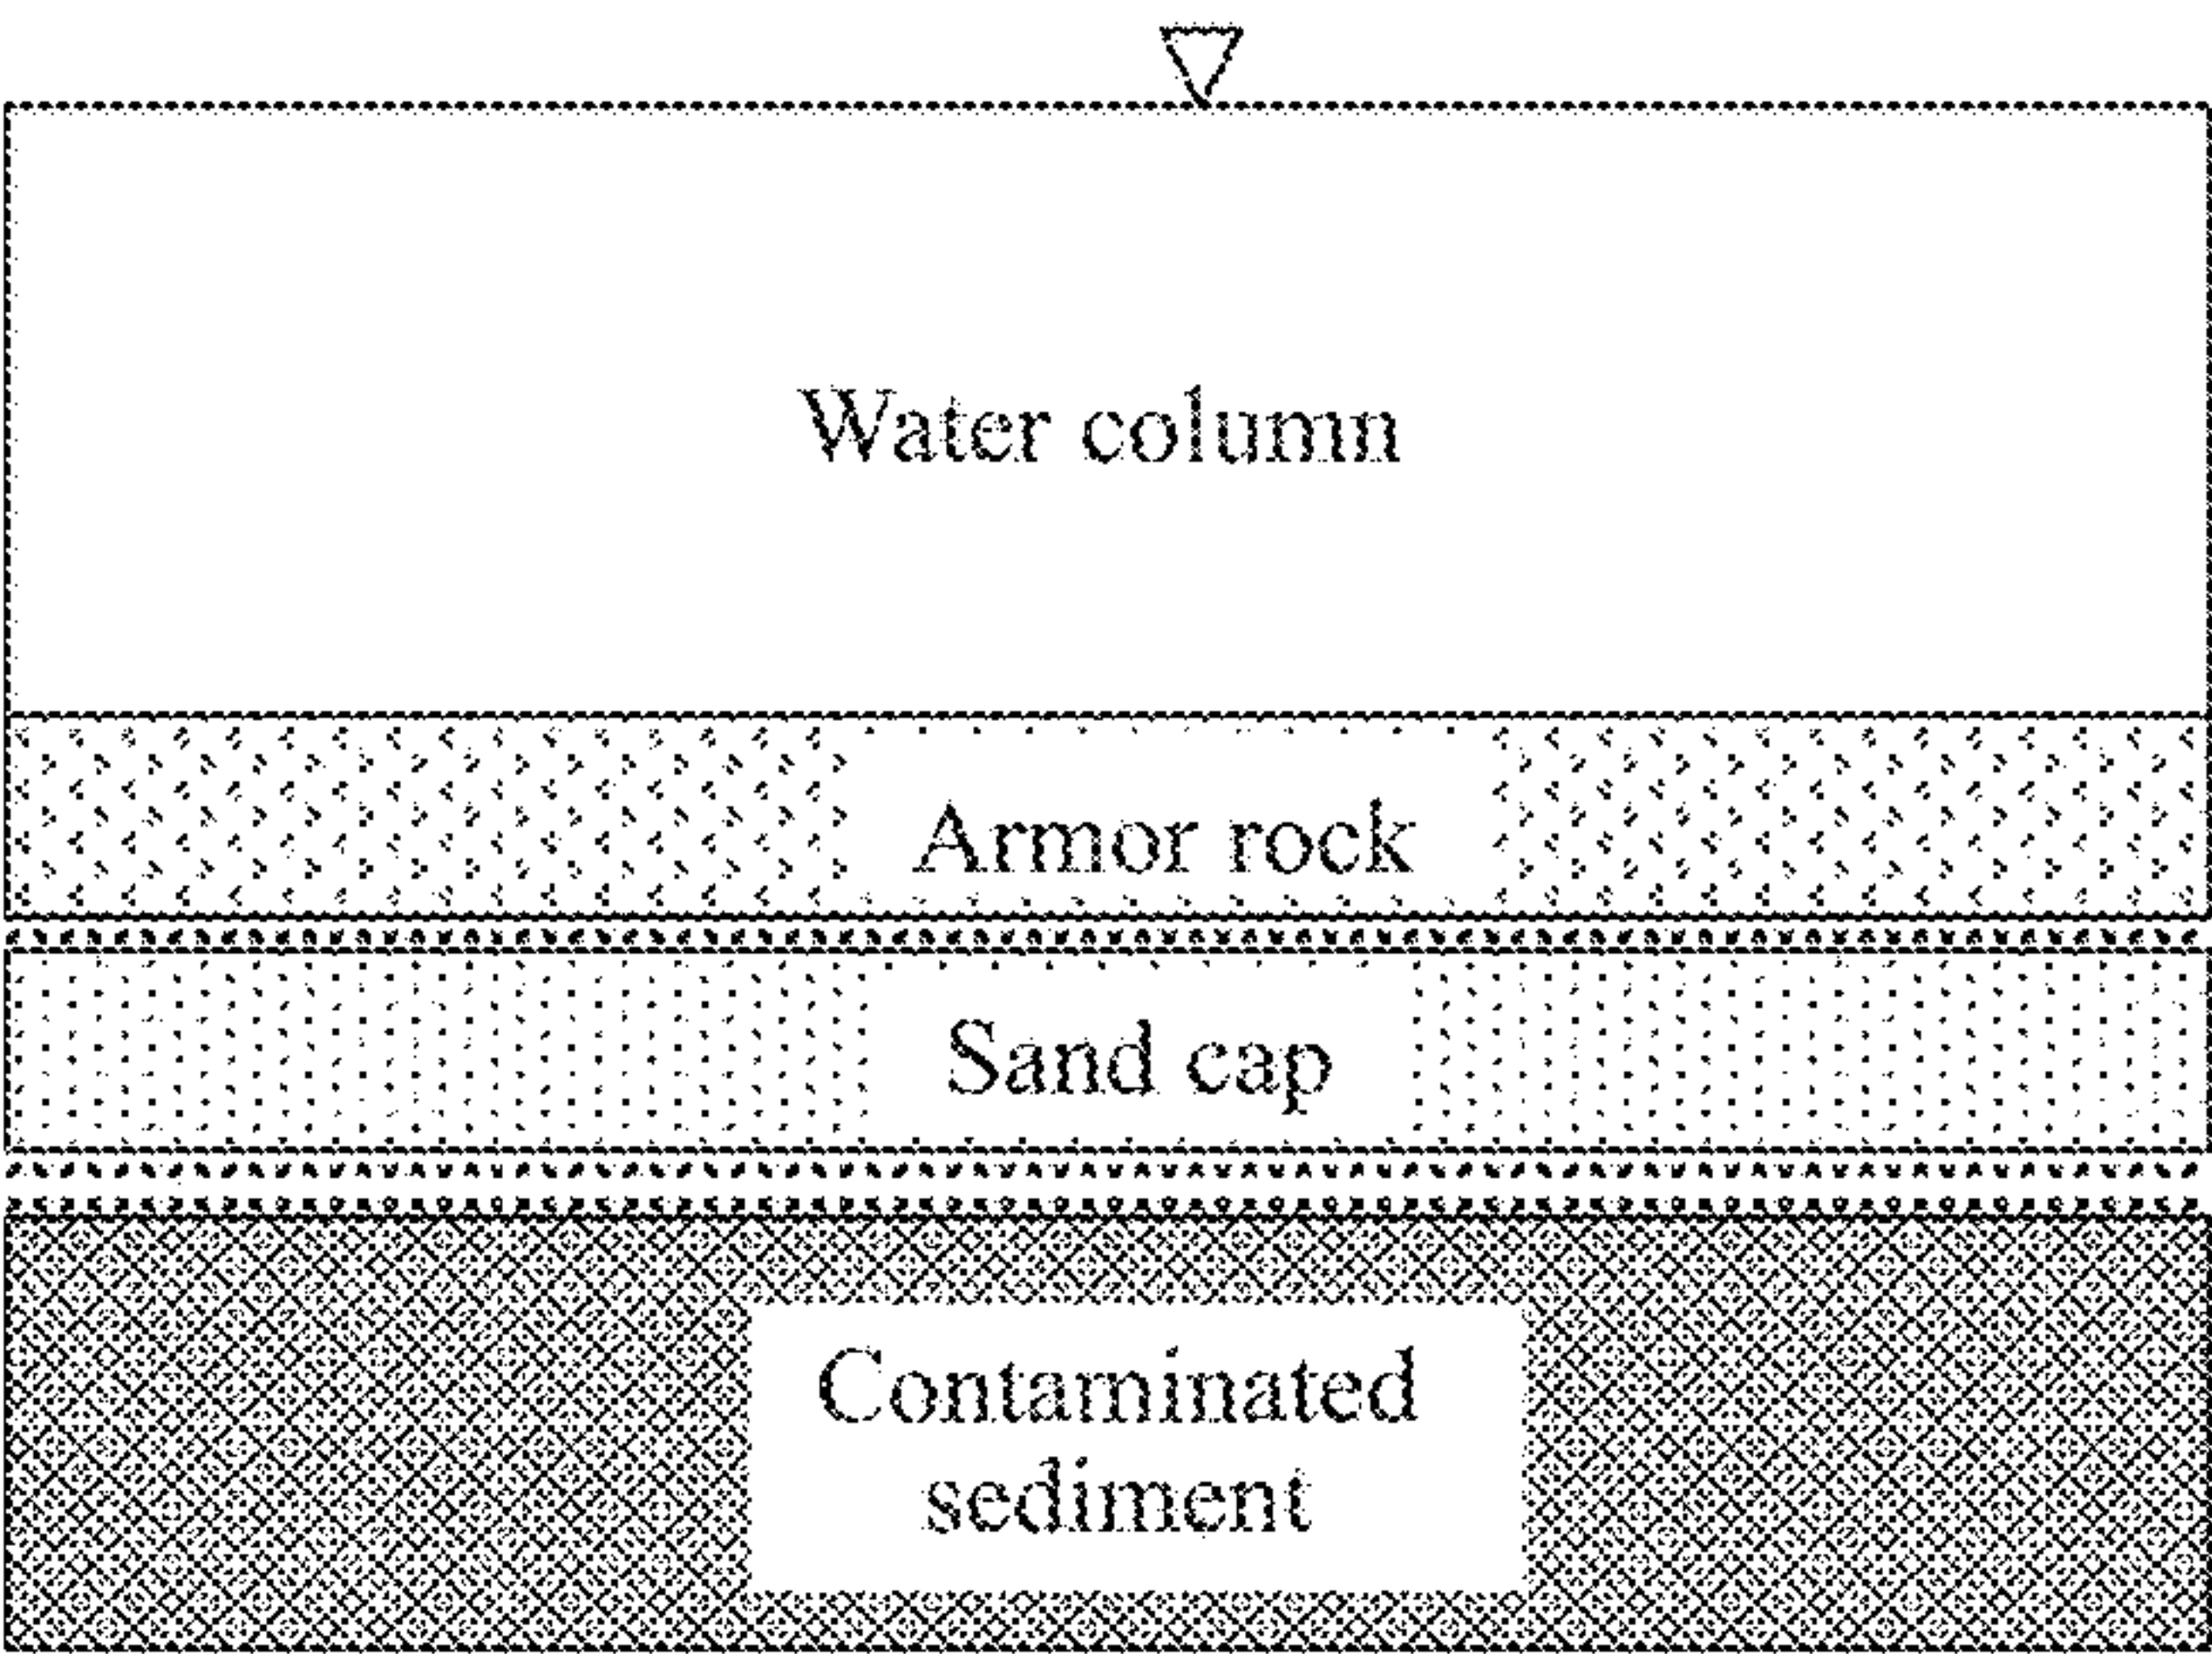 Water column
Armor rock
Sand cap
Contaminated
sediment